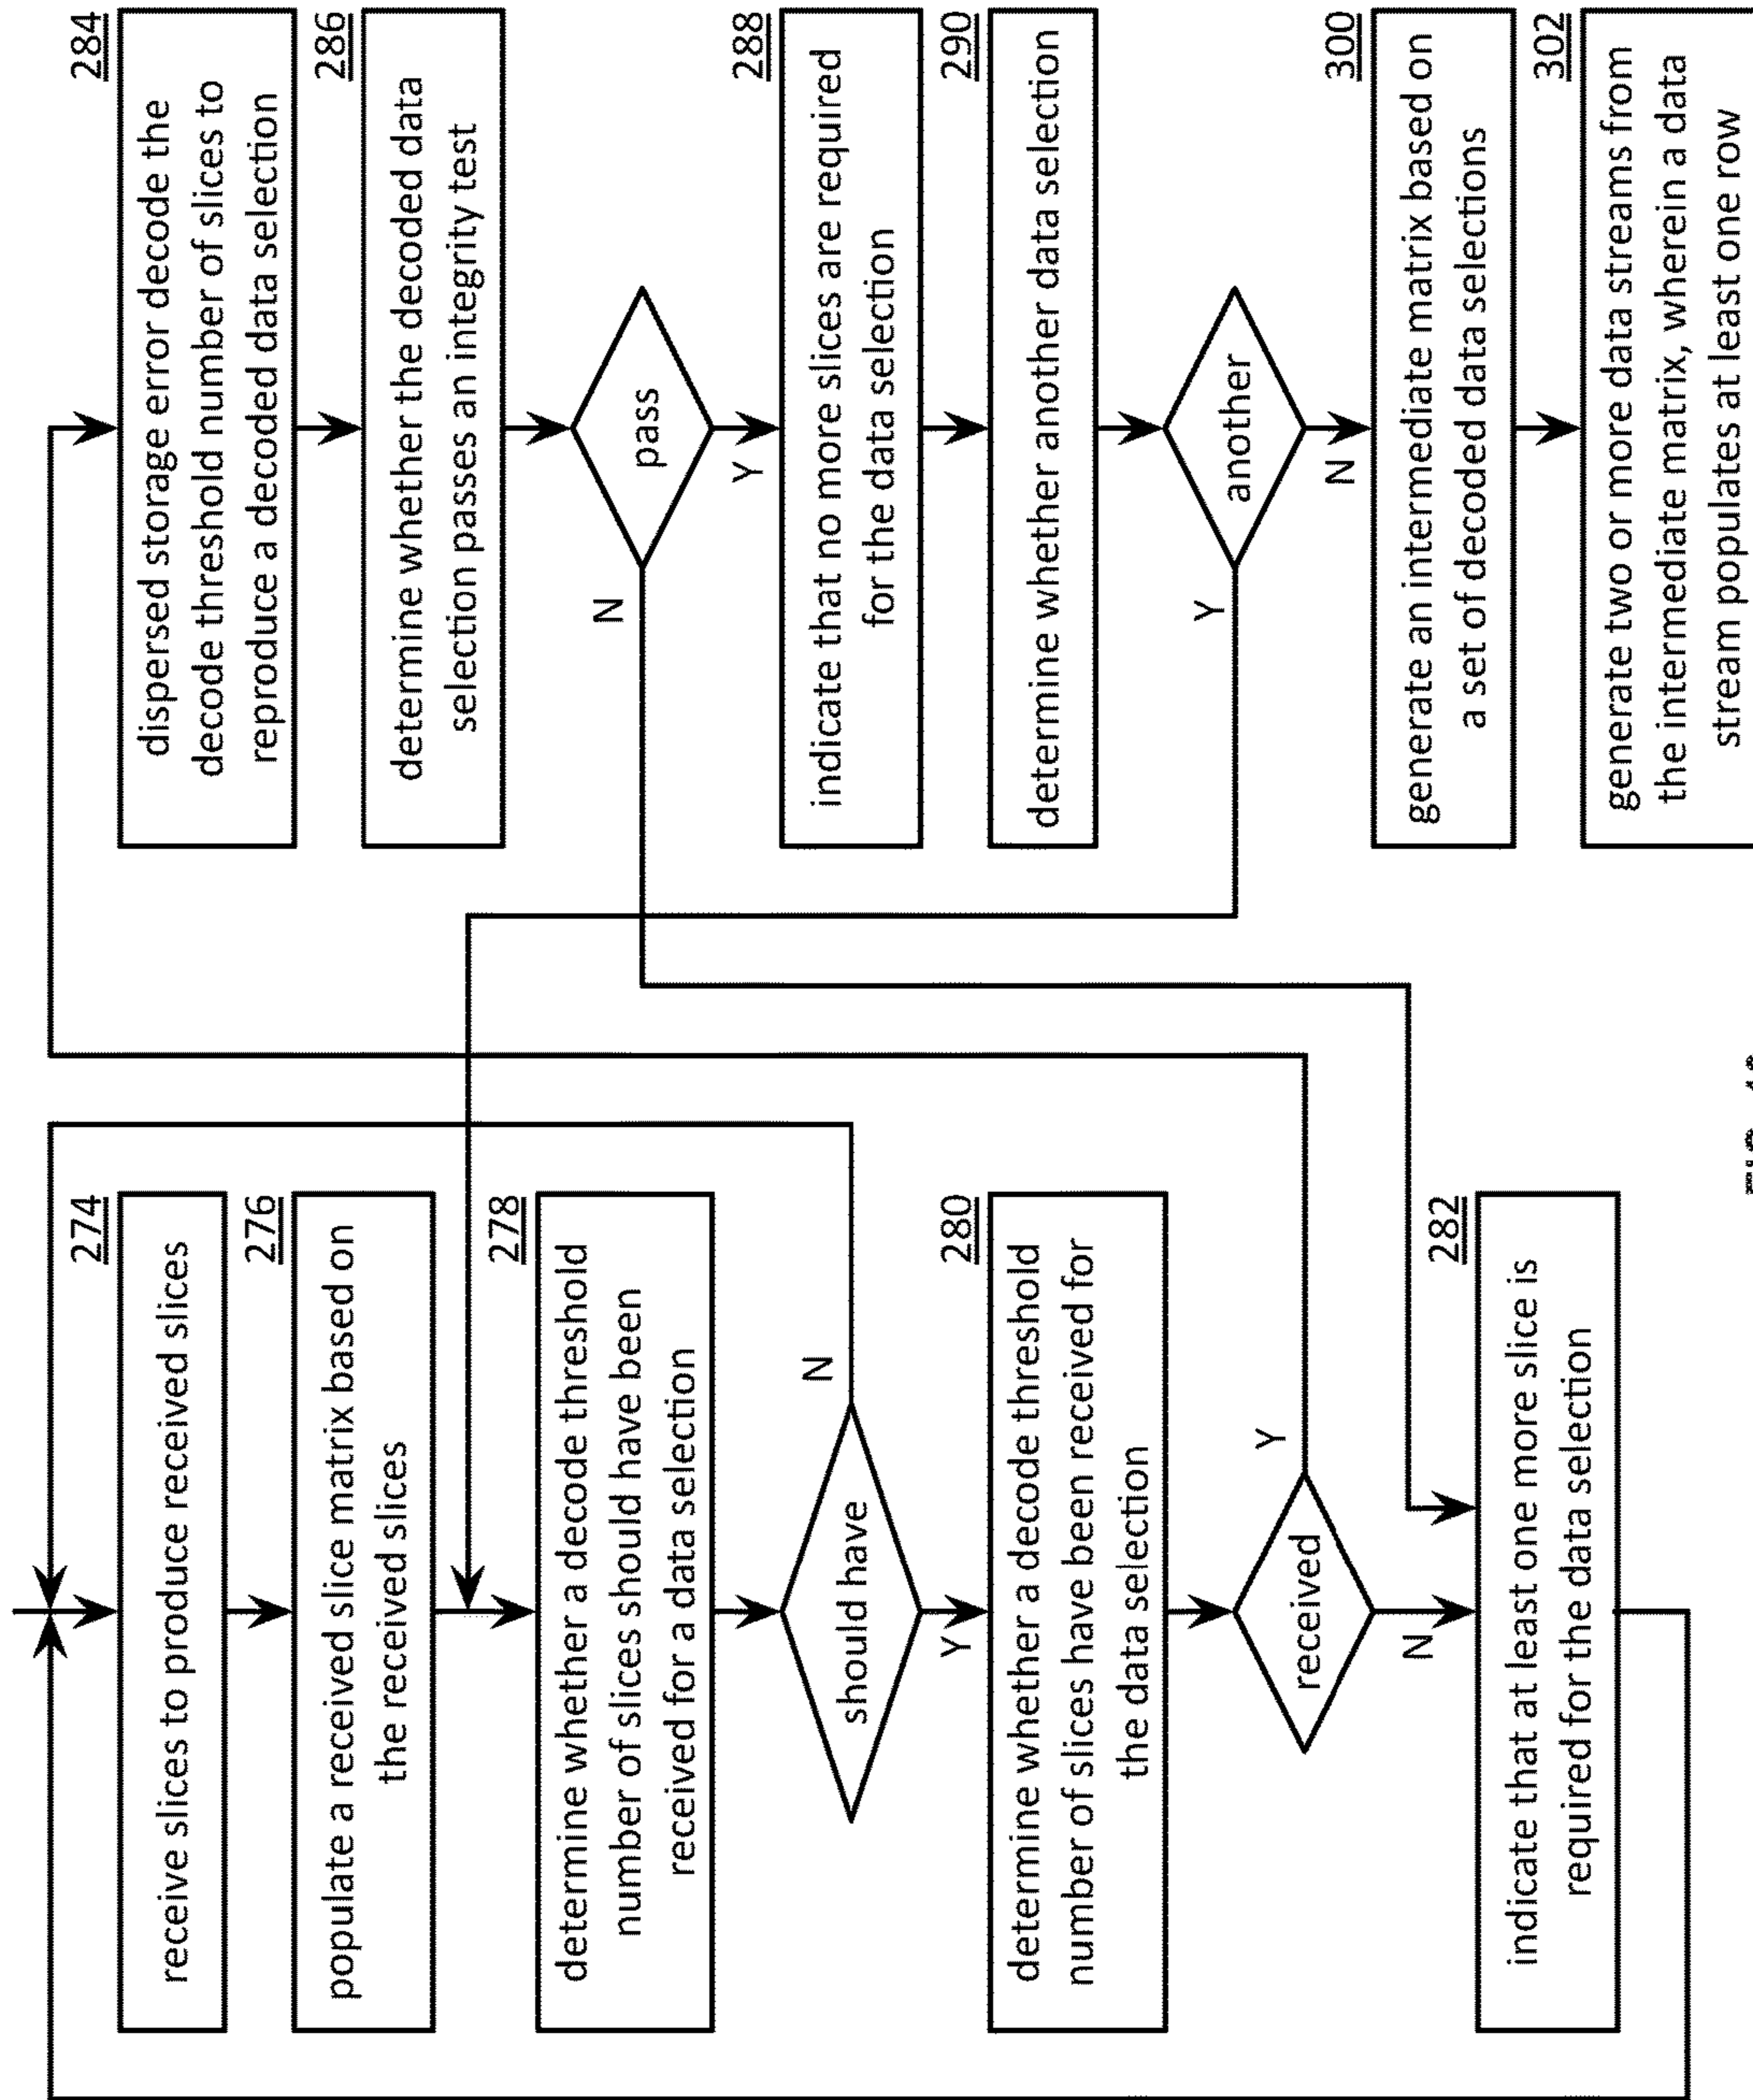 274
receive slices to produce received slices
276
populate a received slice matrix based on
the received slices
278
determine whether a decode threshold
number of slices should have been
received for a data selection
should have
N
Y
280
determine whether a decode threshold
number of slices have been received for
the data selection
received
Y
N
282
indicate that at least one more slice is
required for the data selection
284
dispersed storage error decode the
decode threshold number of slices to
reproduce a decoded data selection
286
determine whether the decoded data
selection passes an integrity test
pass
N
Y
288
indicate that no more slices are required
for the data selection
290
determine whether another data selection
another
Y
N
300
generate an intermediate matrix based on
a set of decoded data selections
302
generate two or more data streams from
the intermediate matrix, wherein a data
stream populates at least one row